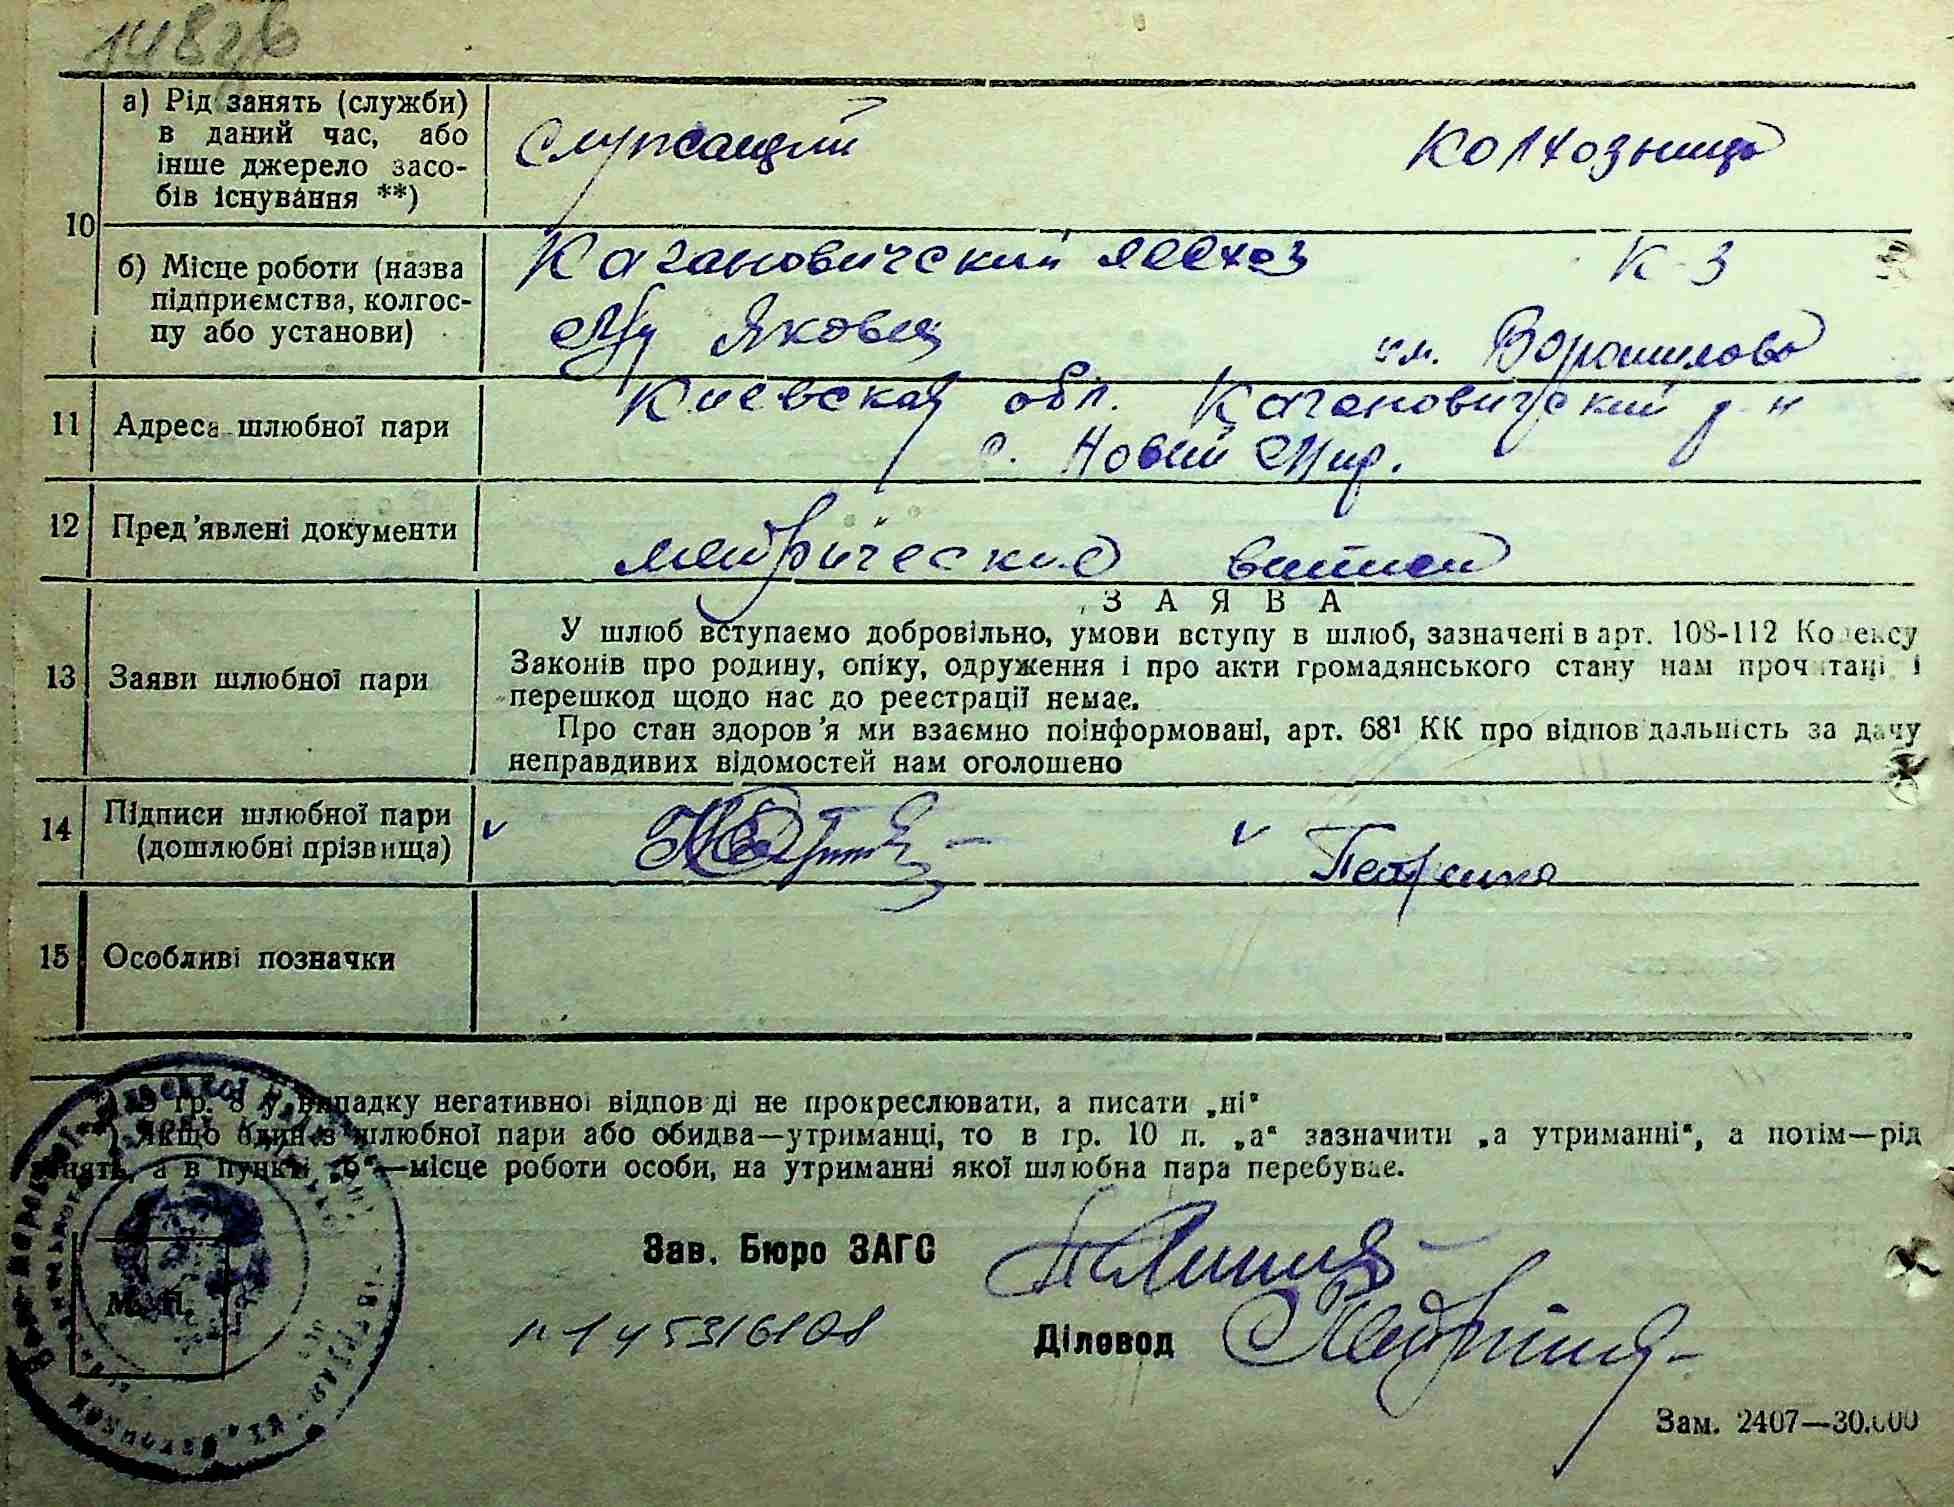 148
а) Рід занять (служби) в даний час, або інше джерело засобів існування **)
Служащий
Колхозница
10
б) Місце роботи (назва підприємства, колгоспу або установи)
Кагановичский лесхоз
К-З
Яковец
им. Ворошилова
11 Адреса шлюбної пари
Киевская обл. Кагановичский р-н
с. Новый Мир.
12 Пред'явлені документи
метрические выписи
ЗАЯВА
13 Заяви шлюбної пари
У шлюб вступаємо добровільно, умови вступу в шлюб, зазначені в арт. 108-112 Кодексу
Законів про родину, опіку, одруження і про акти громадянського стану нам прочитані і
перешкод щодо нас до реєстрації немає.
Про стан здоров'я ми взаємно поінформовані, арт. 68¹ КК про відповідальність за дачу
неправдивих відомостей нам оголошено
14 Підписи шлюбної пари (дошлюбні прізвища)
Петренко
15 Особливі позначки
гр. 8 у випадку негативної відповіді не прокреслювати, а писати „ні“
) Якщо один з шлюбної пари або обидва—утриманці, то в гр. 10 п. „а“ зазначити „а утриманні“, а потім—рід
занять, а в пункті „б“—місце роботи особи, на утриманні якої шлюбна пара перебуває.
Зав. Бюро ЗАГС
М. П.
Діловод
Зам. 2407—30.000